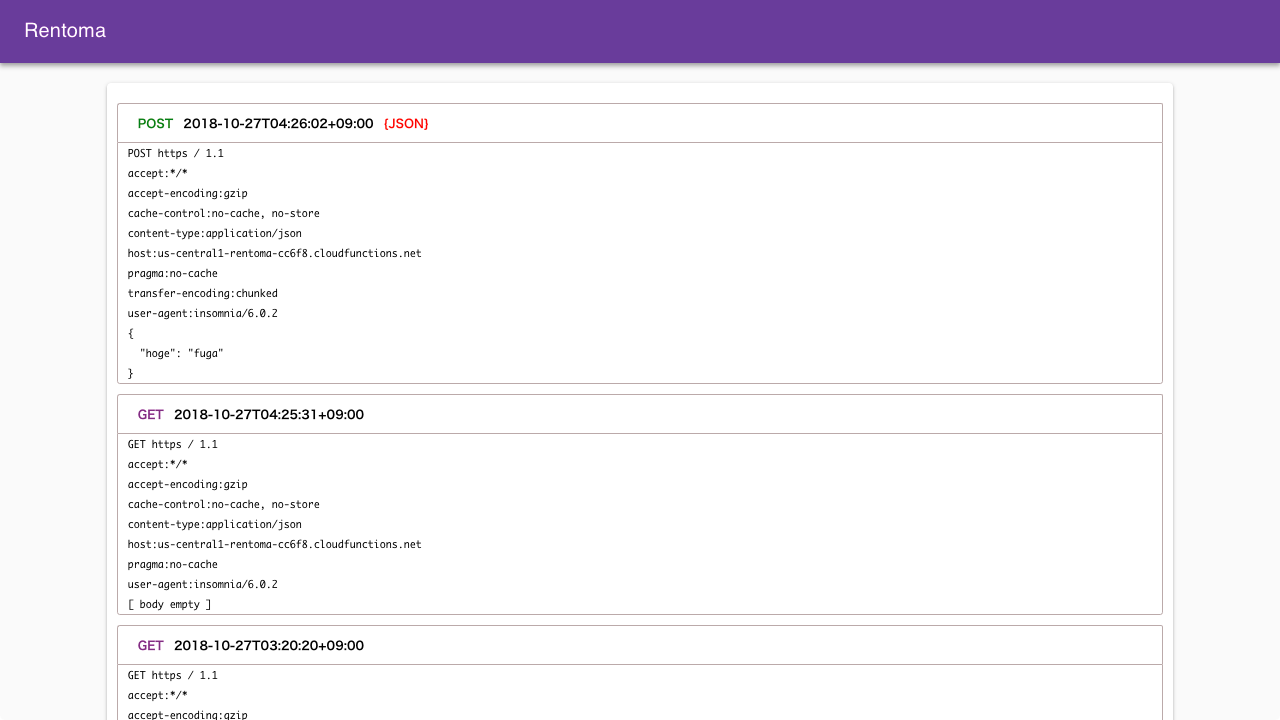 Rentoma
POST 2018-10-27T04:26:02+09:00 {JSON}
POST https / 1.1
accept:*/*
accept-encoding:gzip
cache-control:no-cache, no-store
content-type:application/json
host:us-central1-rentoma-cc6f8.cloudfunctions.net
pragma:no-cache
transfer-encoding:chunked
user-agent:insomnia/6.0.2
{
  "hoge": "fuga"
}
GET 2018-10-27T04:25:31+09:00
GET https / 1.1
accept:*/*
accept-encoding:gzip
cache-control:no-cache, no-store
content-type:application/json
host:us-central1-rentoma-cc6f8.cloudfunctions.net
pragma:no-cache
user-agent:insomnia/6.0.2
[ body empty ]
GET 2018-10-27T03:20:20+09:00
GET https / 1.1
accept:*/*
accept-encoding:gzip